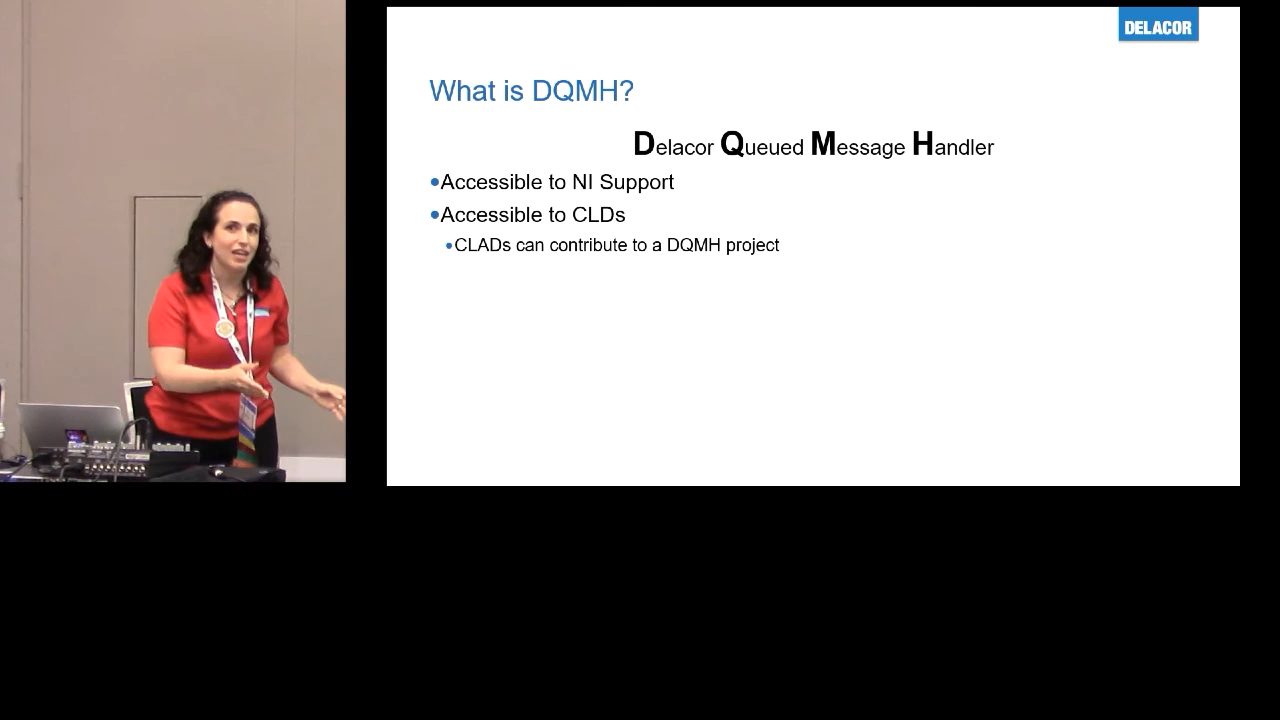 DELACOR
What is DQMH?
Delacor Queued Message Handler
•Accessible to NI Support
•Accessible to CLDs
•CLADs can contribute to a DQMH project